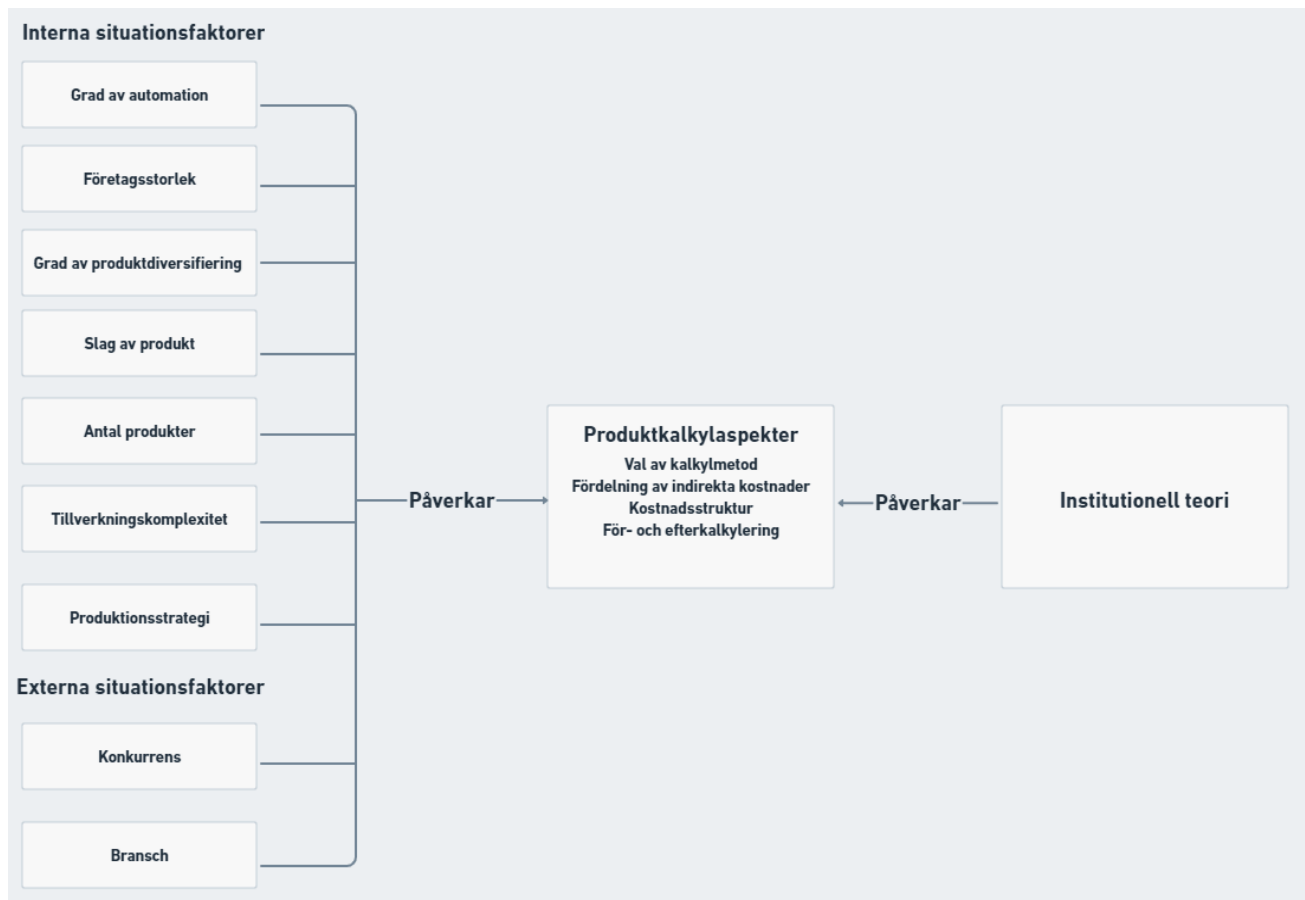 Interna situationsfaktorer
Grad av automation
Företagsstorlek
Grad av produktdiversifiering
Slag av produkt
Antal produkter
Tillverkningskomplexitet
Produktionsstrategi
Externa situationsfaktorer
Konkurrens
Bransch
Påverkar
Produktkalkylaspekter
Val av kalkylmetod
Fördelning av indirekta kostnader
Kostnadsstruktur
För- och efterkalkylering
Påverkar
Institutionell teori